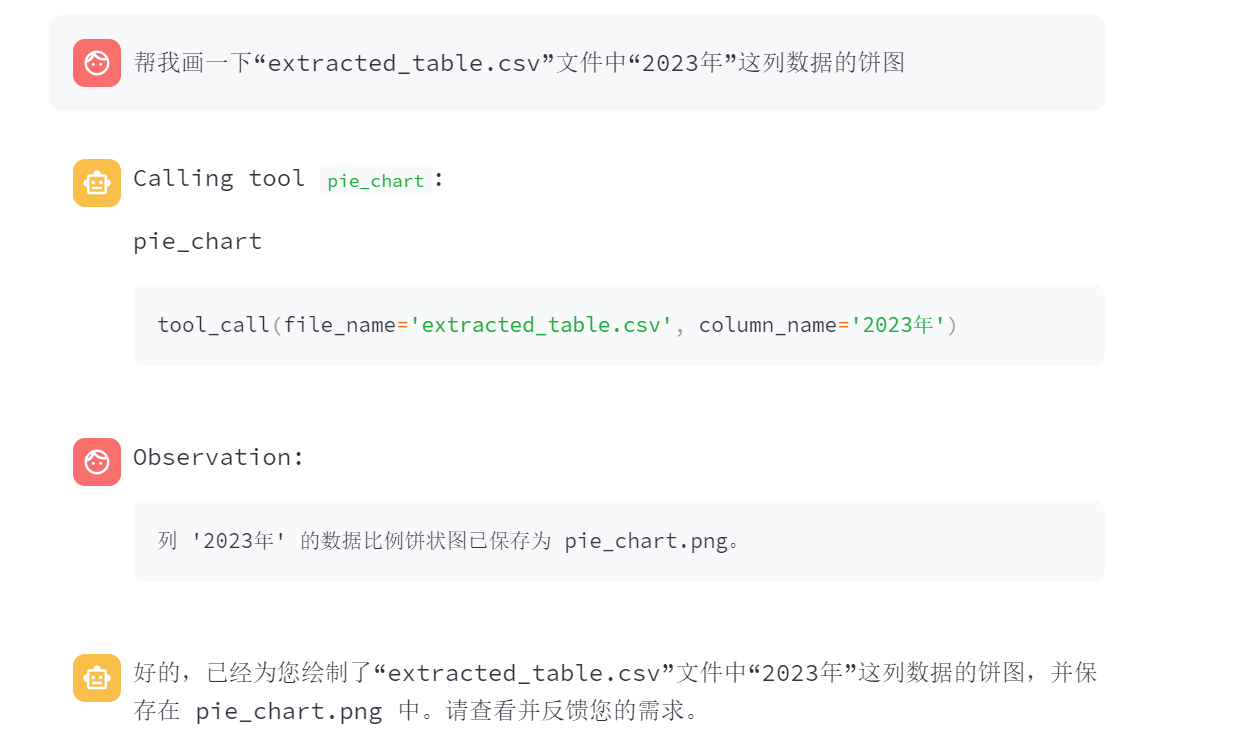 帮我画一下“extracted_table.csv”文件中“2023年”这列数据的饼图
Calling tool pie_chart:
pie_chart
tool_call(file_name='extracted_table.csv', column_name='2023年')
Observation:
列 '2023年' 的数据比例饼状图已保存为 pie_chart.png。
好的，已经为您绘制了“extracted_table.csv”文件中“2023年”这列数据的饼图，并保
存在 pie_chart.png 中。请查看并反馈您的需求。